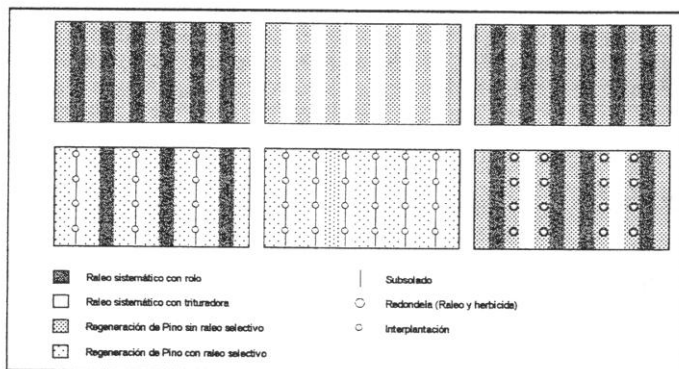 Raleo sistemático con rolo
Raleo sistemático con trituradora
Regeneración de Pino sin raleo selectivo
Regeneración de Pino con raleo selectivo
Subsolado
Redondela (Raleo y herbicida)
Interplantación